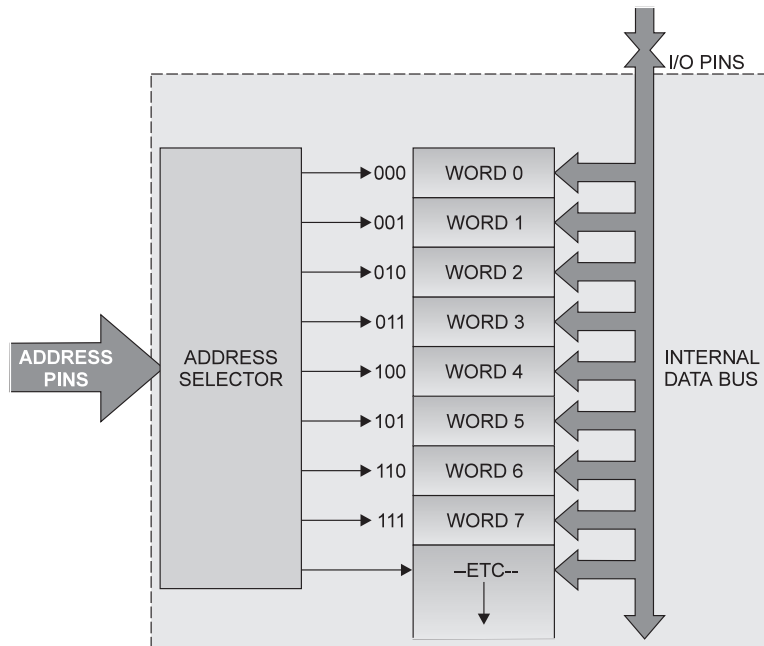 I/O PINS
000 WORD 0
001 WORD 1
010 WORD 2
011 WORD 3
ADDRESS
PINS
ADDRESS
SELECTOR
100 WORD 4
INTERNAL
DATA BUS
101 WORD 5
110 WORD 6
111 WORD 7
–ETC--